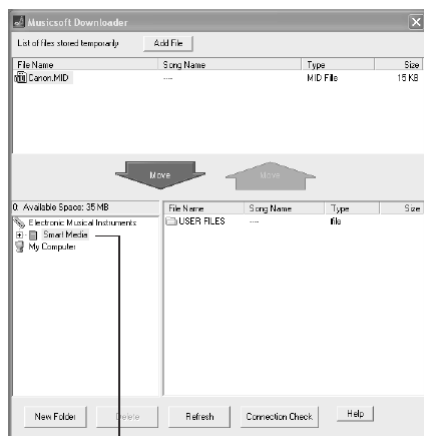 Musicsoft Downloader
List of files stored temporarily Add File
File Name Song Name Type Size
Canon.MID --- MID File 15 KB
Move Move
0: Available Space: 35 MB
File Name Song Name Type Size
Electronic Musical Instruments
Smart Media
My Computer
USER FILES --- file
New Folder Delete Refresh Connection Check Help